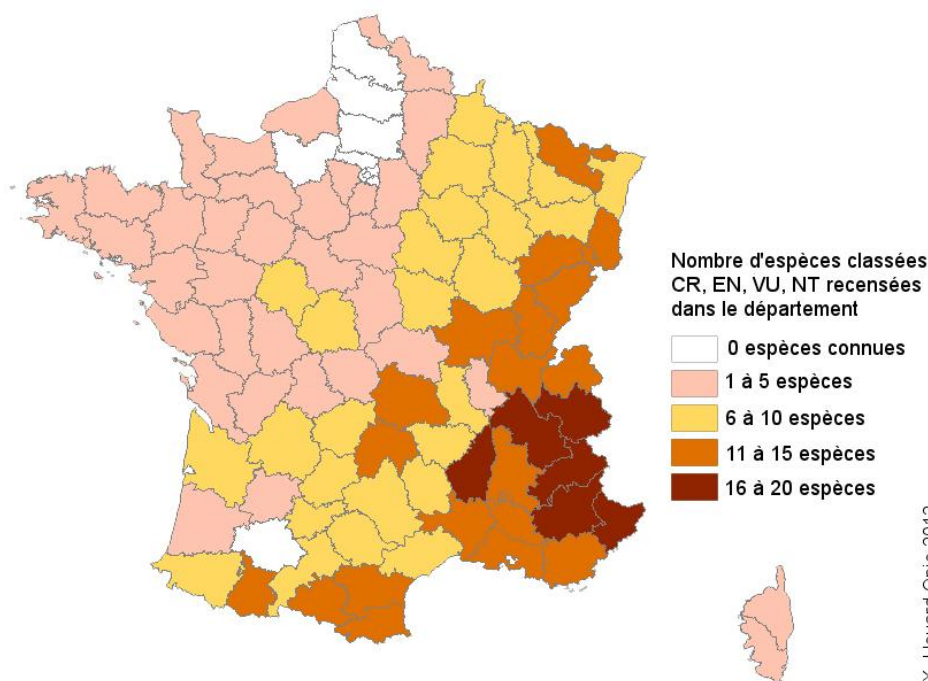 Nombre d'espèces classées
CR, EN, VU, NT recensées
dans le département
0 espèces connues
1 à 5 espèces
6 à 10 espèces
11 à 15 espèces
16 à 20 espèces